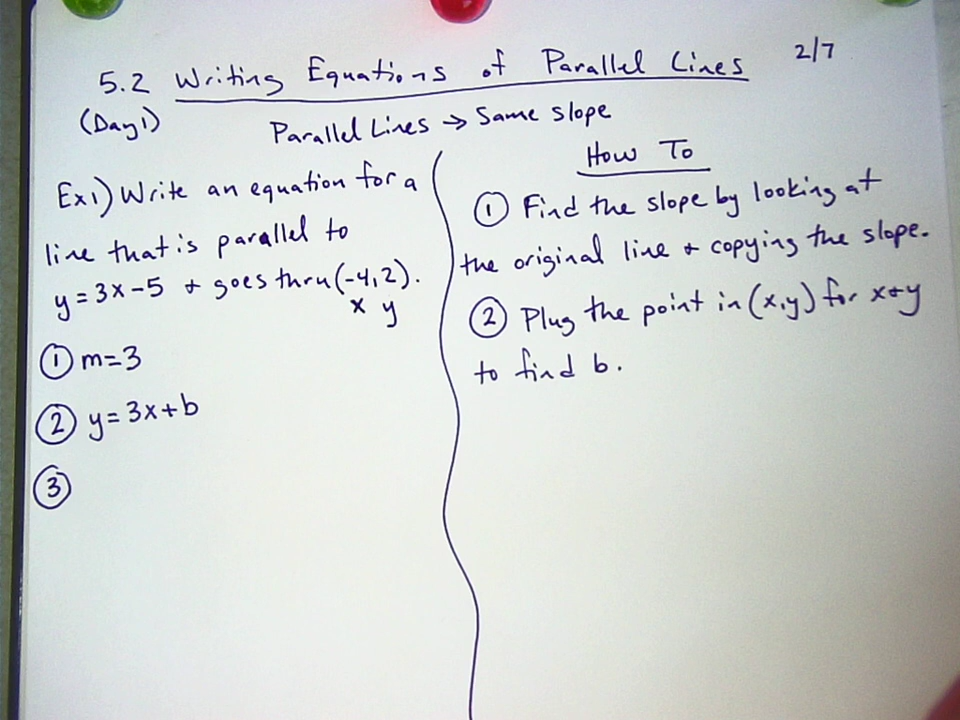 5.2 Writing Equations of Parallel Lines 2/7
(Day 1)
Parallel Lines → Same slope
Ex1) Write an equation for a
line that is parallel to
y=3x-5 + goes thru (-4,2).
x y
① m=3
② y=3x+b
③
How To
① Find the slope by looking at
the original line + copying the slope.
② Plug the point in (x,y) for x+y
to find b.